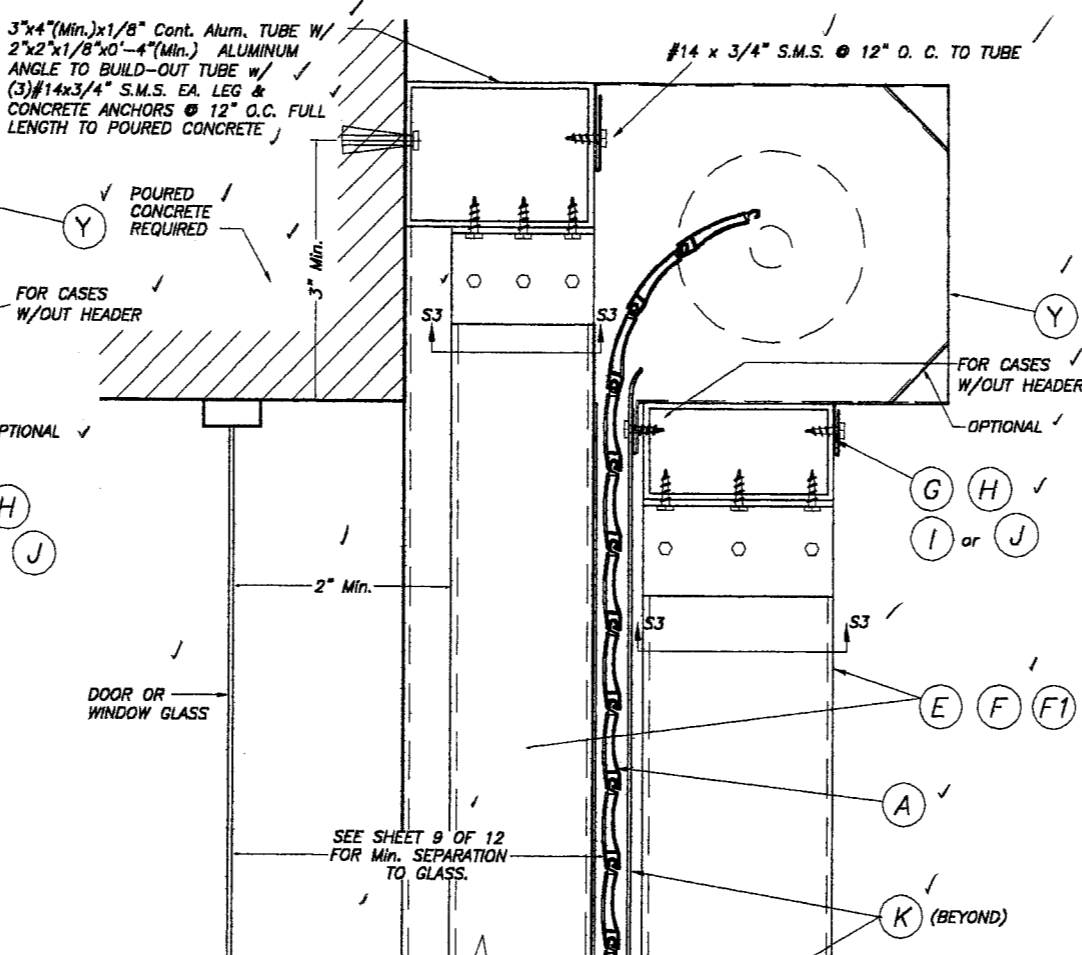 3"x4"(Min.)x1/8" Cont. Alum. TUBE W/
2"x2"x1/8"x0'-4"(Min.) ALUMINUM
ANGLE TO BUILD-OUT TUBE w/
(3)#14x3/4" S.M.S. EA. LEG &
CONCRETE ANCHORS @ 12" O.C. FULL
LENGTH TO POURED CONCRETE
#14 x 3/4" S.M.S. @ 12" O. C. TO TUBE
Y
POURED
CONCRETE
REQUIRED
3" Min.
FOR CASES
W/OUT HEADER
S3
S3
Y
FOR CASES
W/OUT HEADER
OPTIONAL
PTIONAL
H
J
G H
I or J
2" Min.
S3
S3
DOOR OR
WINDOW GLASS
E F F1
A
SEE SHEET 9 OF 12
FOR Min. SEPARATION
TO GLASS.
K (BEYOND)